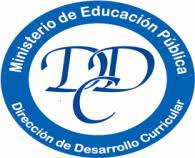 Ministerio de Educación Pública
DDC
Dirección de Desarrollo Curricular